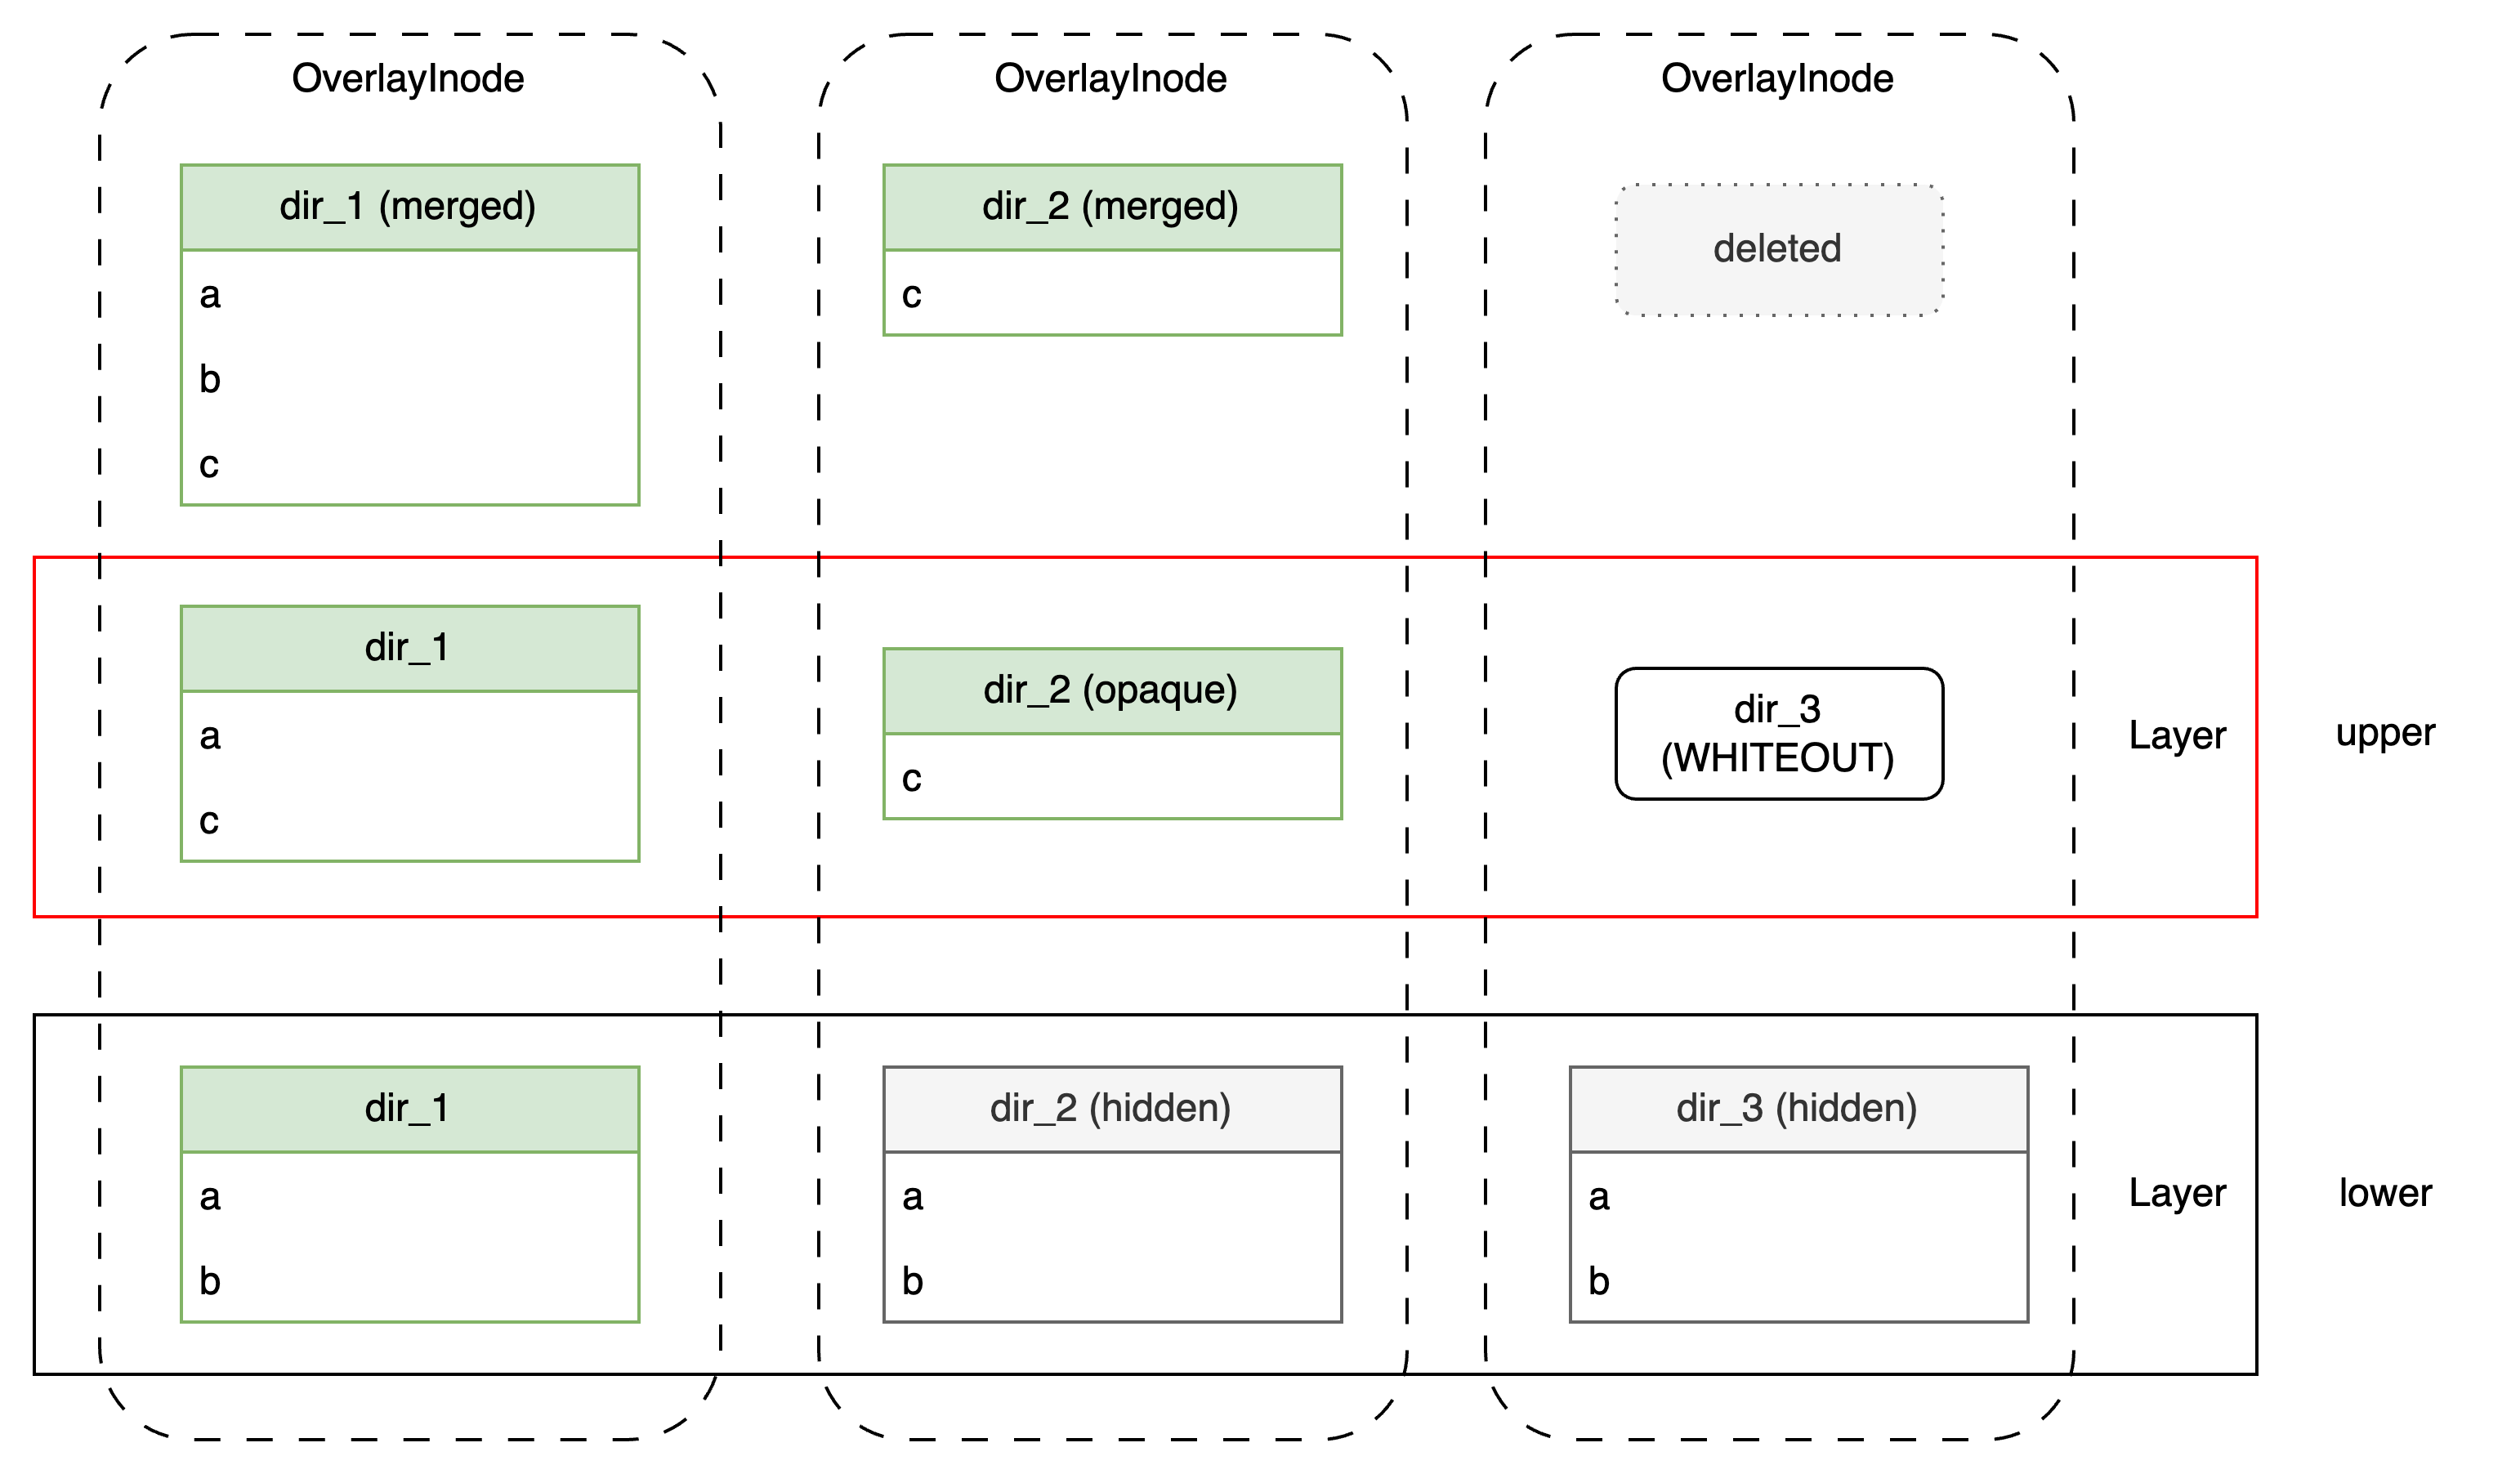 OverlayInode
OverlayInode
OverlayInode
dir_1 (merged)
a
b
c
dir_2 (merged)
c
deleted
dir_1
a
c
dir_2 (opaque)
c
dir_3
(WHITEOUT)
Layer
upper
dir_1
a
b
dir_2 (hidden)
a
b
dir_3 (hidden)
a
b
Layer
lower